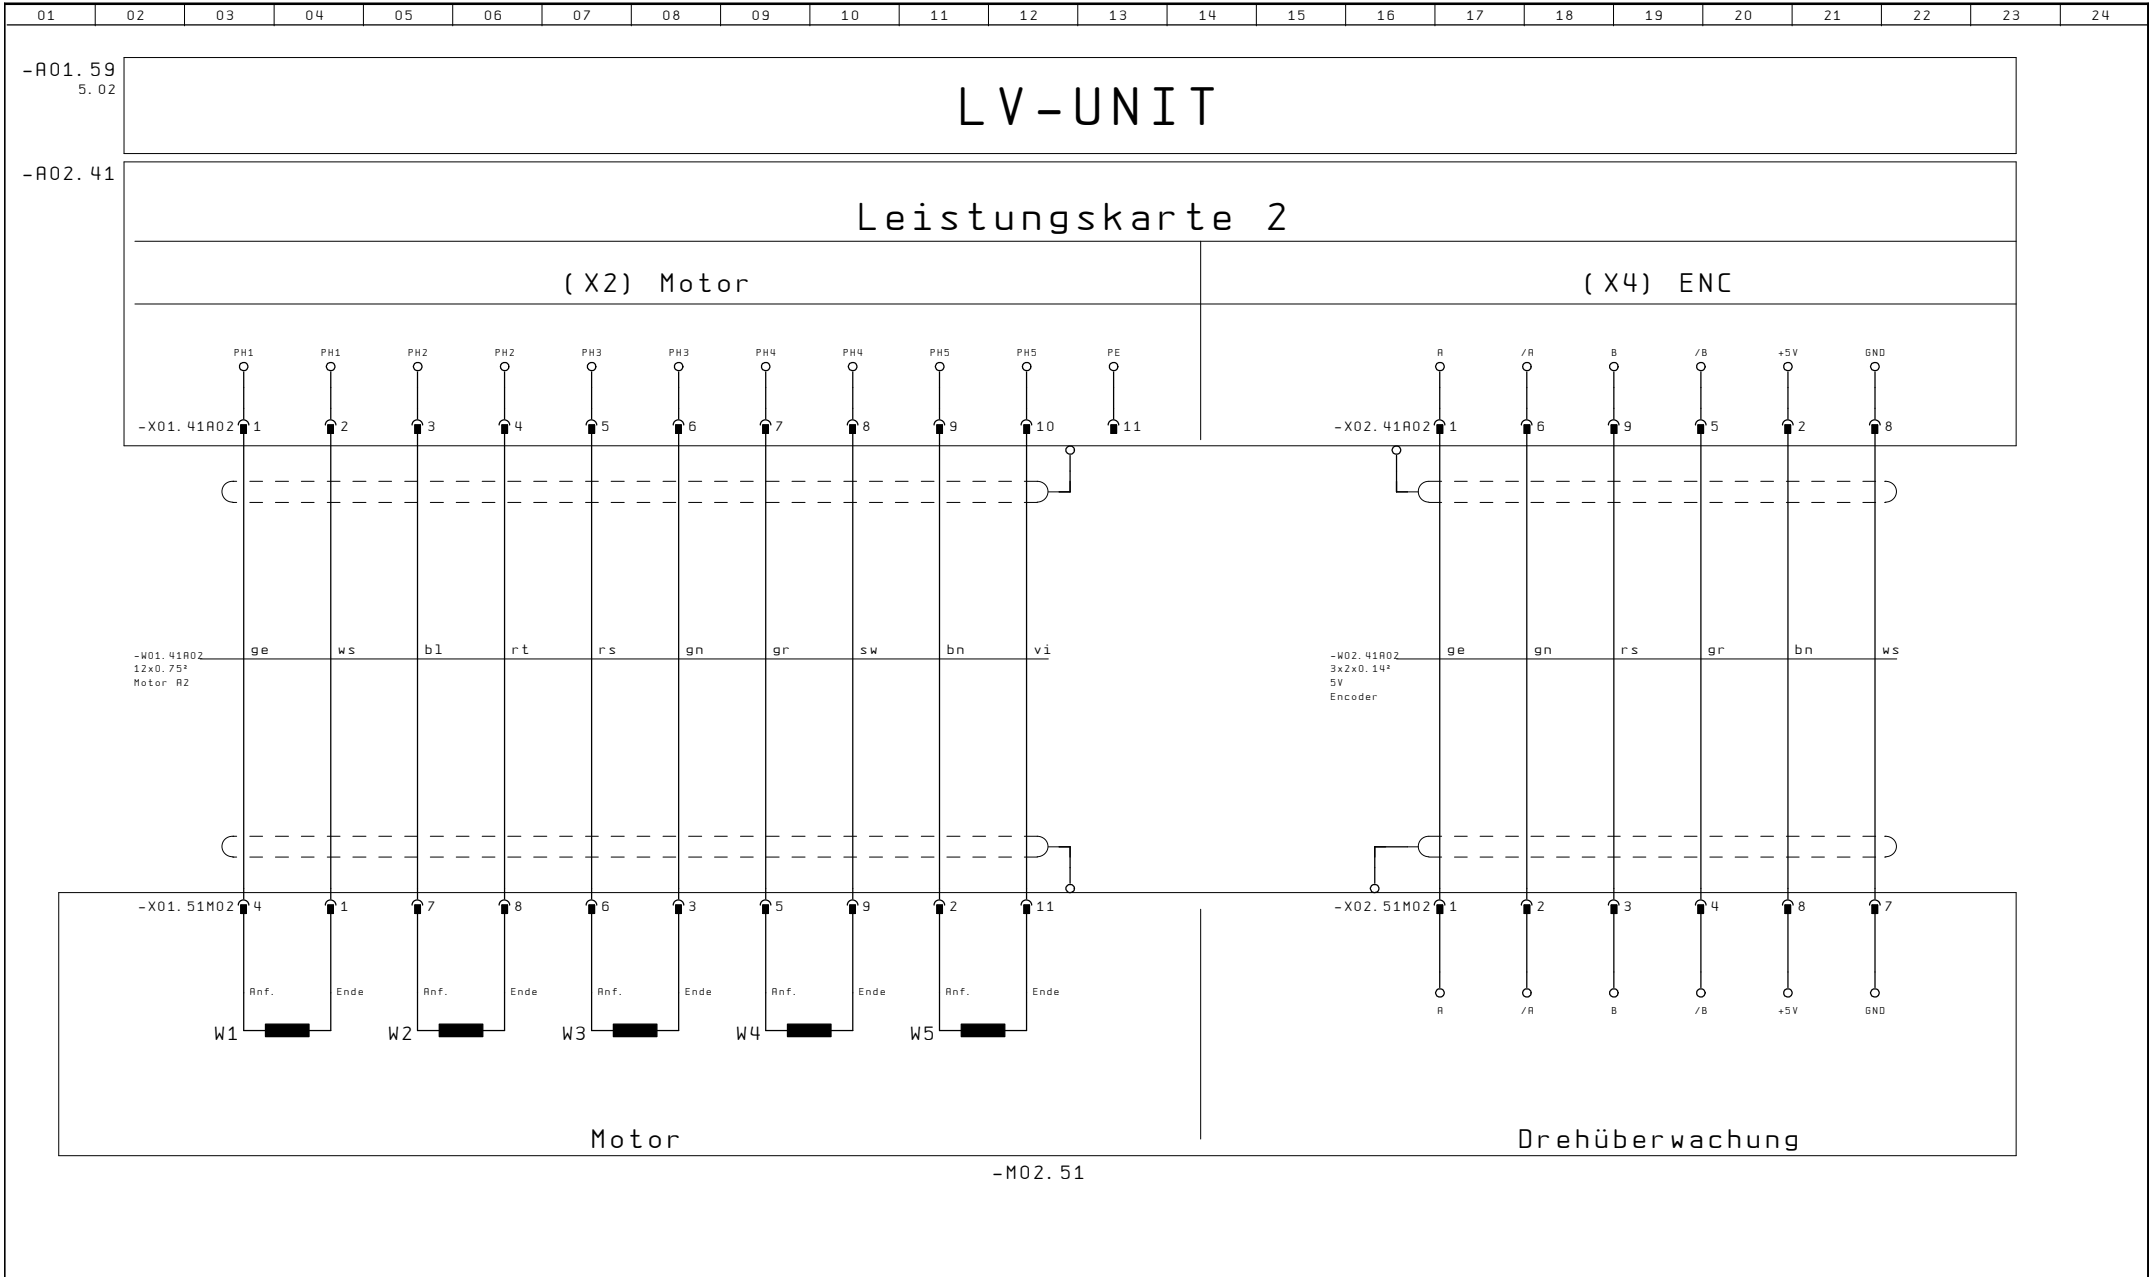 01 02 03 04 05 06 07 08 09 10 11 12 13 14 15 16 17 18 19 20 21 22 23 24
-A01.59
5.02
LV-UNIT
-A02.41
Leistungskarte 2
(X2) Motor (X4) ENC
PH1 PH1 PH2 PH2 PH3 PH3 PH4 PH4 PH5 PH5 PE A /A B /B +5V GND
-X01.41A02 1 2 3 4 5 6 7 8 9 10 11 -X02.41A02 1 6 9 5 2 8
ge ws bl rt rs gn gr sw bn vi ge gn rs gr bn ws
-W01.41A02
12x0.75²
Motor A2
-W02.41A02
3x2x0.14²
5V
Encoder
-X01.51M02 4 1 7 8 6 3 5 9 2 11 -X02.51M02 1 2 3 4 8 7
Anf. Ende Anf. Ende Anf. Ende Anf. Ende Anf. Ende
A /A B /B +5V GND
W1 W2 W3 W4 W5
Motor Drehüberwachung
-M02.51